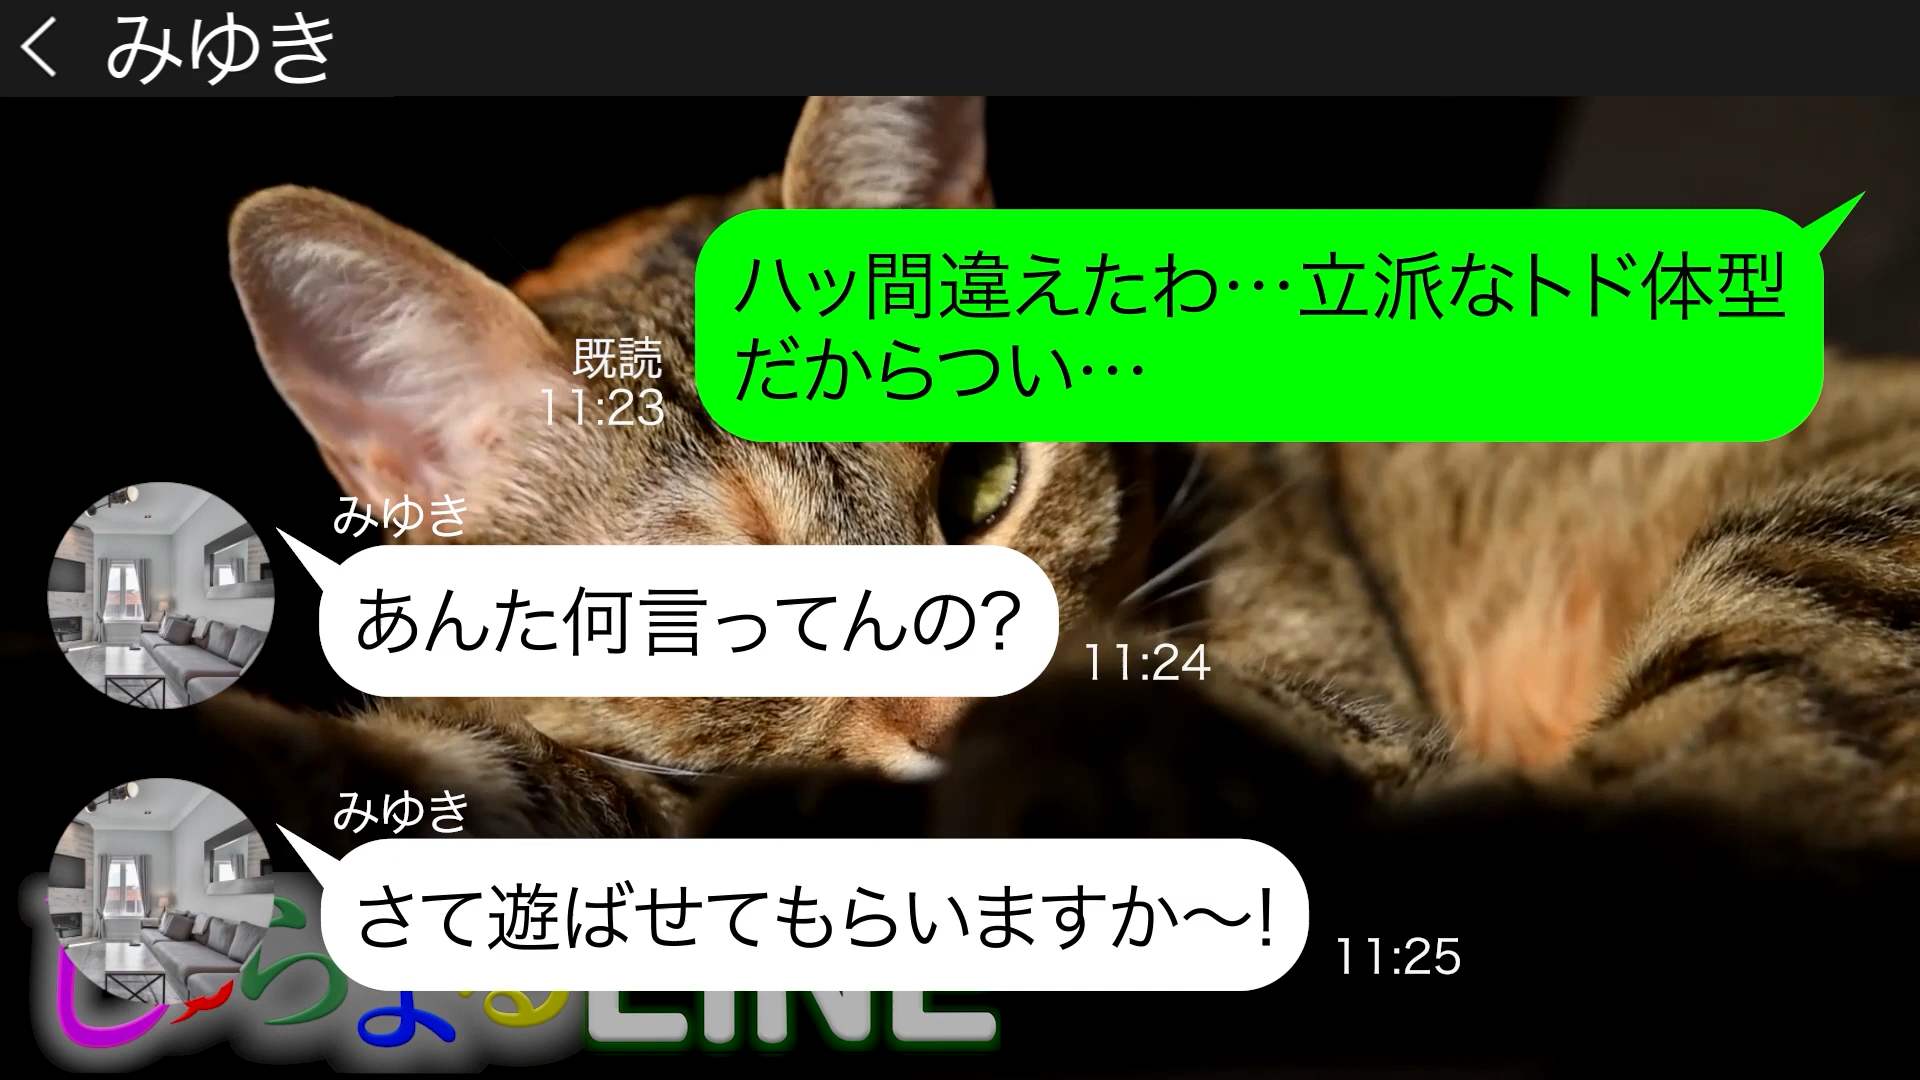 みゆき
ハッ間違えたわ…立派なトド体型
だからつい…
既読
11:23
みゆき
あんた何言ってんの?
11:24
みゆき
さて遊ばせてもらいますか〜!
11:25
LINE